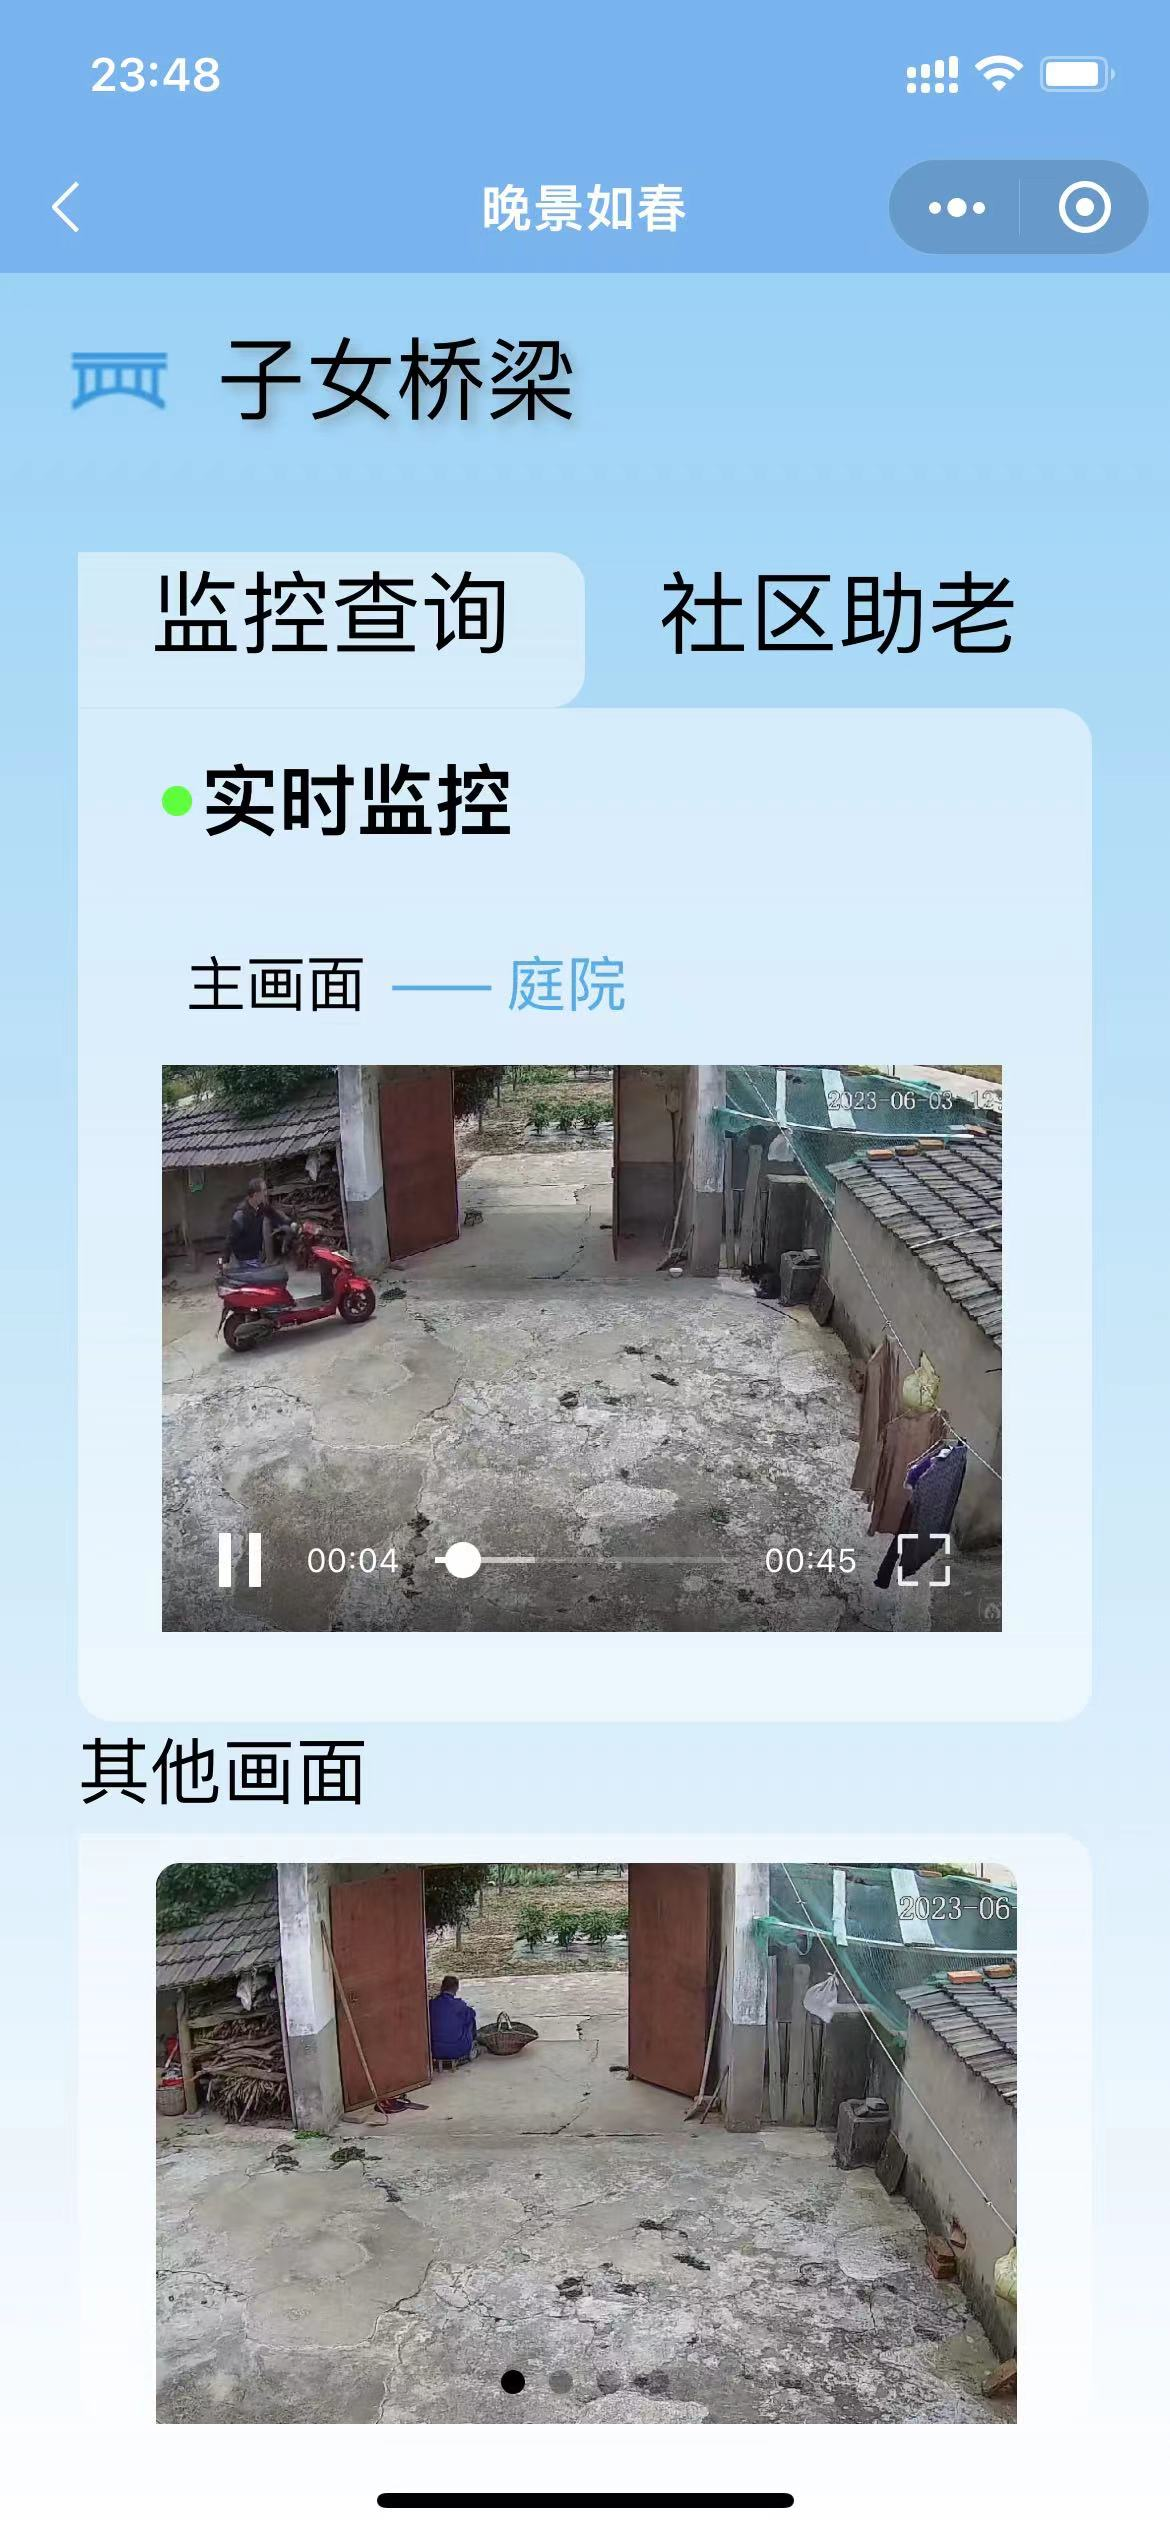 23:48
晚景如春
子女桥梁
监控查询 社区助老
实时监控
主画面 —— 庭院
2023-06-03 12:
00:04 00:45
其他画面
2023-06-